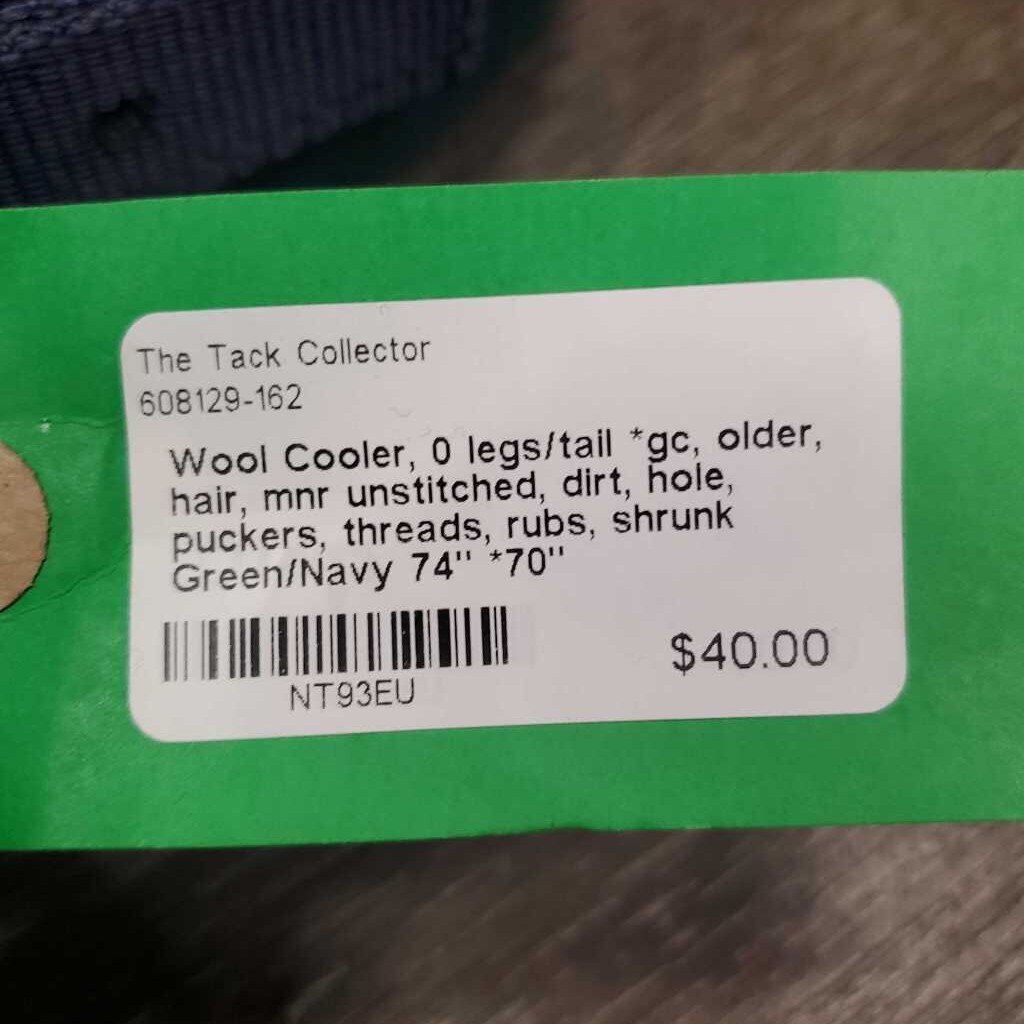 The Tack Collector
608129-162
Wool Cooler, 0 legs/tail *gc, older,
hair, mnr unstitched, dirt, hole,
puckers, threads, rubs, shrunk
Green/Navy 74" *70"
NT93EU
$40.00